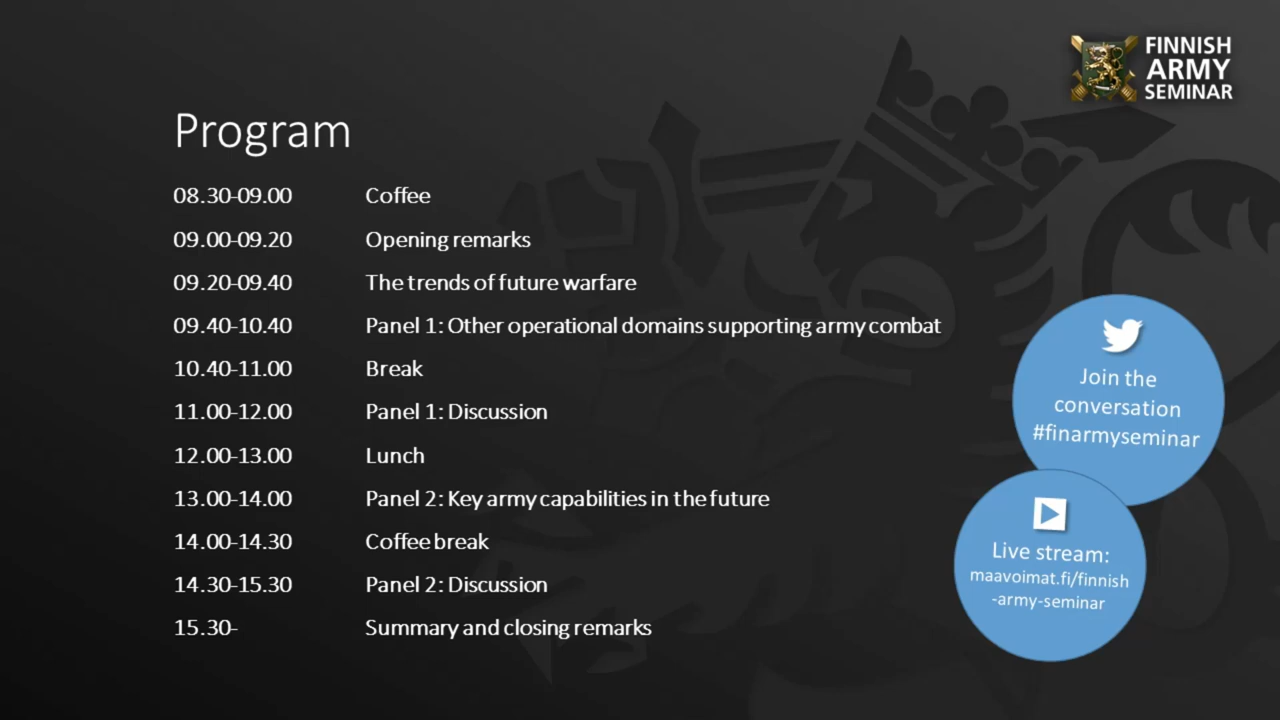 FINNISH
ARMY
SEMINAR
Program
08.30-09.00 Coffee
09.00-09.20 Opening remarks
09.20-09.40 The trends of future warfare
09.40-10.40 Panel 1: Other operational domains supporting army combat
10.40-11.00 Break
11.00-12.00 Panel 1: Discussion
12.00-13.00 Lunch
13.00-14.00 Panel 2: Key army capabilities in the future
14.00-14.30 Coffee break
14.30-15.30 Panel 2: Discussion
15.30- Summary and closing remarks
Join the
conversation
#finarmyseminar
Live stream:
maavoimat.fi/finnish
-army-seminar